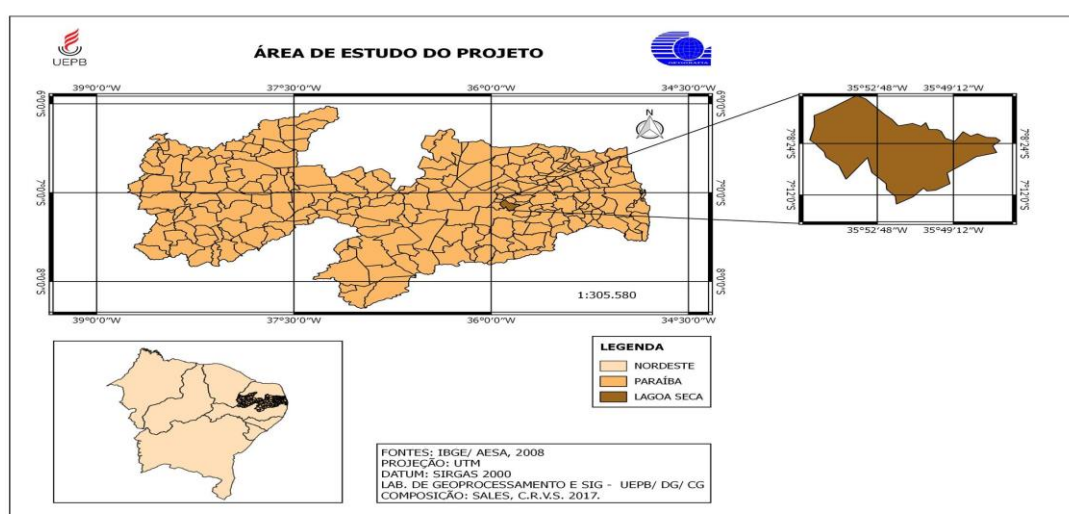 UEPB
ÁREA DE ESTUDO DO PROJETO
GEOGRAFIA
39°0'0"W 37°30'0"W 36°0'0"W 34°30'0"W
6°0'0"S 6°0'0"S
7°0'0"S 7°0'0"S
8°0'0"S 8°0'0"S
N
1:305.580
39°0'0"W 37°30'0"W 36°0'0"W 34°30'0"W
35°52'48"W 35°49'12"W
7°8'24"S 7°8'24"S
7°12'0"S 7°12'0"S
35°52'48"W 35°49'12"W
LEGENDA
NORDESTE
PARAÍBA
LAGOA SECA
FONTES: IBGE/ AESA, 2008
PROJEÇÃO: UTM
DATUM: SIRGAS 2000
LAB. DE GEOPROCESSAMENTO E SIG - UEPB/ DG/ CG
COMPOSIÇÃO: SALES, C.R.V.S. 2017.